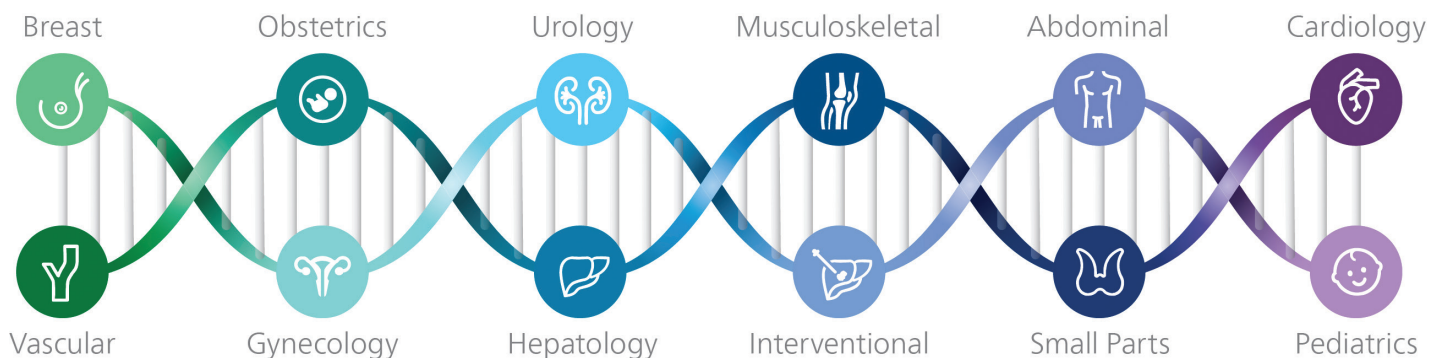 Breast Obstetrics Urology Musculoskeletal Abdominal Cardiology
Vascular Gynecology Hepatology Interventional Small Parts Pediatrics